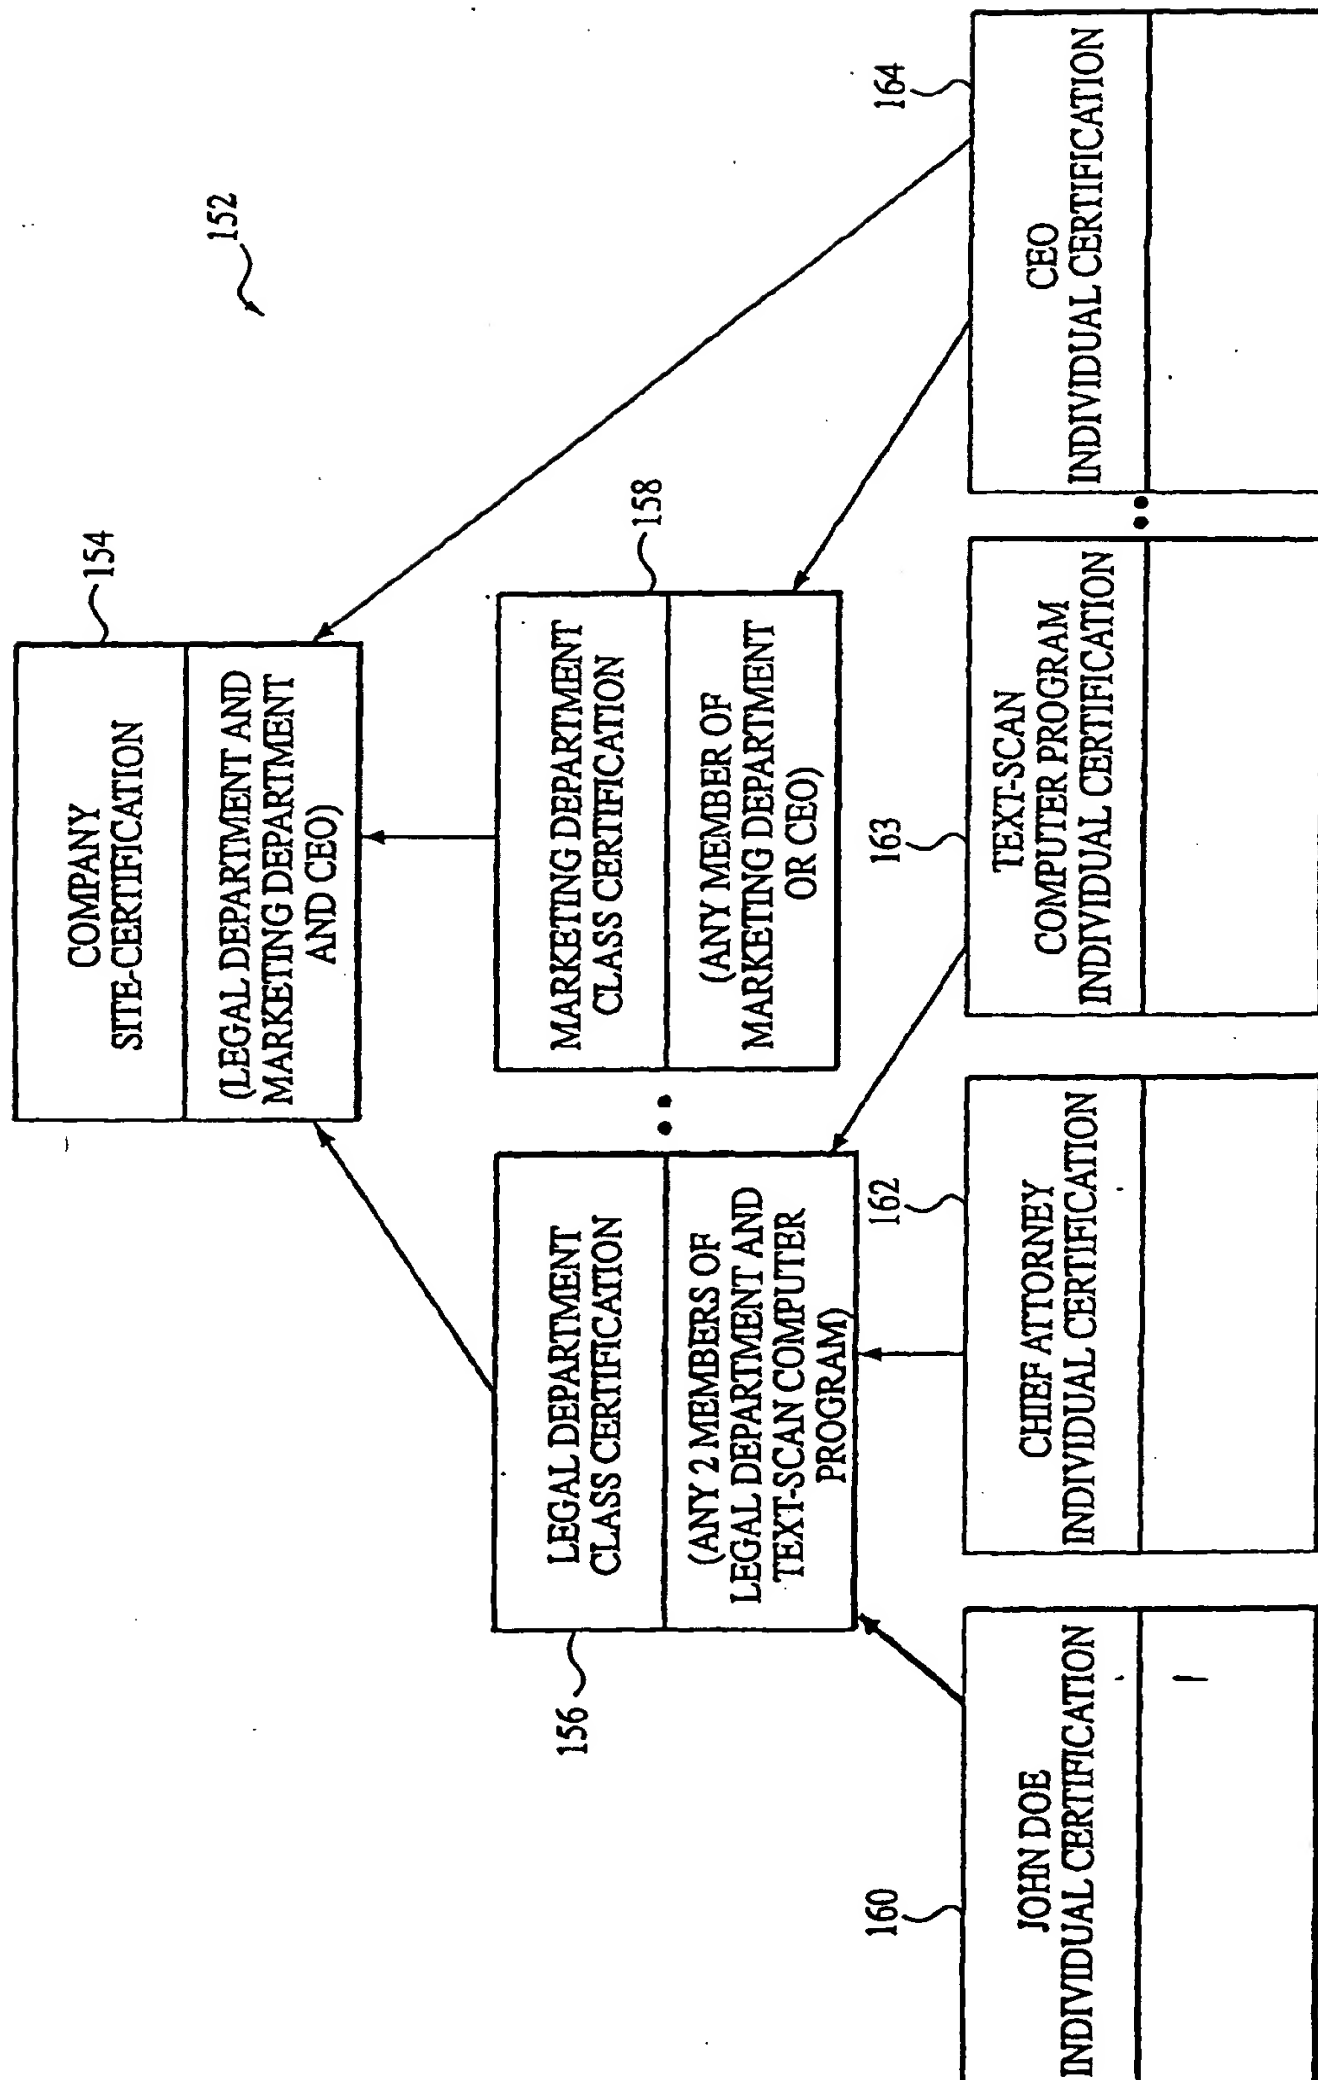 152
154
COMPANY
SITE-CERTIFICATION
(LEGAL DEPARTMENT AND
MARKETING DEPARTMENT
AND CEO)
156
LEGAL DEPARTMENT
CLASS CERTIFICATION
(ANY 2 MEMBERS OF
LEGAL DEPARTMENT AND
TEXT-SCAN COMPUTER
PROGRAM)
158
MARKETING DEPARTMENT
CLASS CERTIFICATION
(ANY MEMBER OF
MARKETING DEPARTMENT
OR CEO)
160
JOHN DOE
INDIVIDUAL CERTIFICATION
162
CHIEF ATTORNEY
INDIVIDUAL CERTIFICATION
163
TEXT-SCAN
COMPUTER PROGRAM
INDIVIDUAL CERTIFICATION
164
CEO
INDIVIDUAL CERTIFICATION